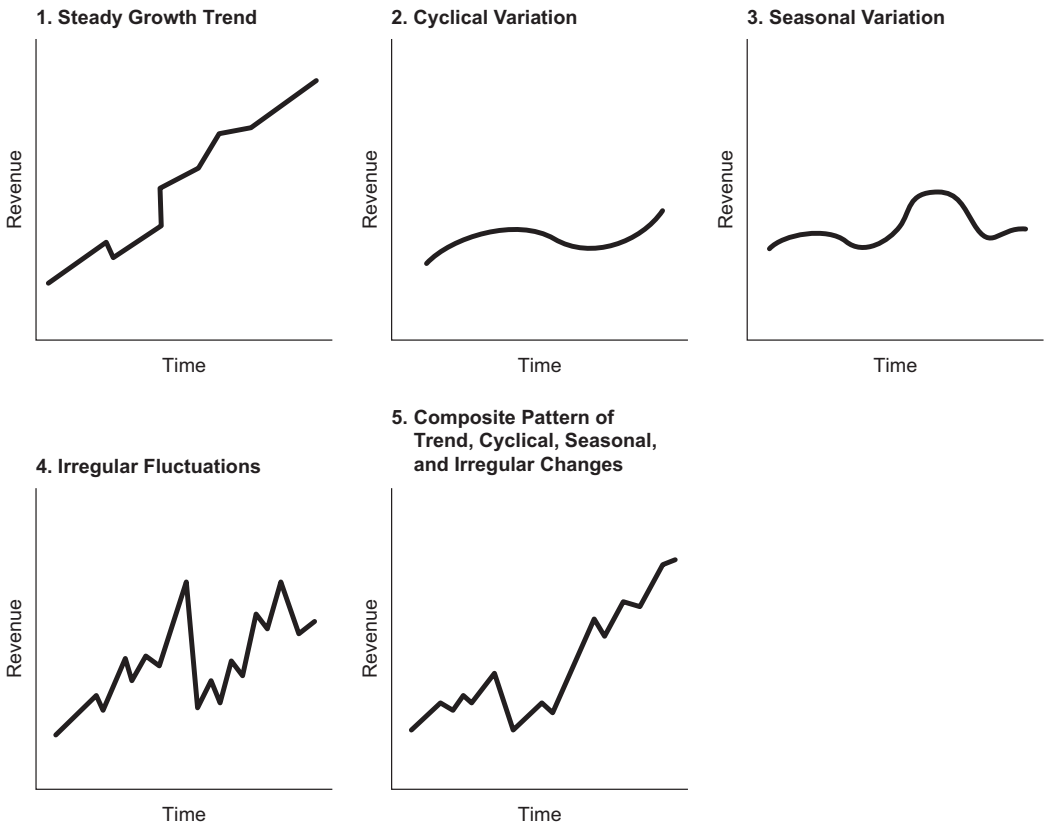 1. Steady Growth Trend
Revenue
Time
2. Cyclical Variation
Revenue
Time
3. Seasonal Variation
Revenue
Time
4. Irregular Fluctuations
Revenue
Time
5. Composite Pattern of
Trend, Cyclical, Seasonal,
and Irregular Changes
Revenue
Time